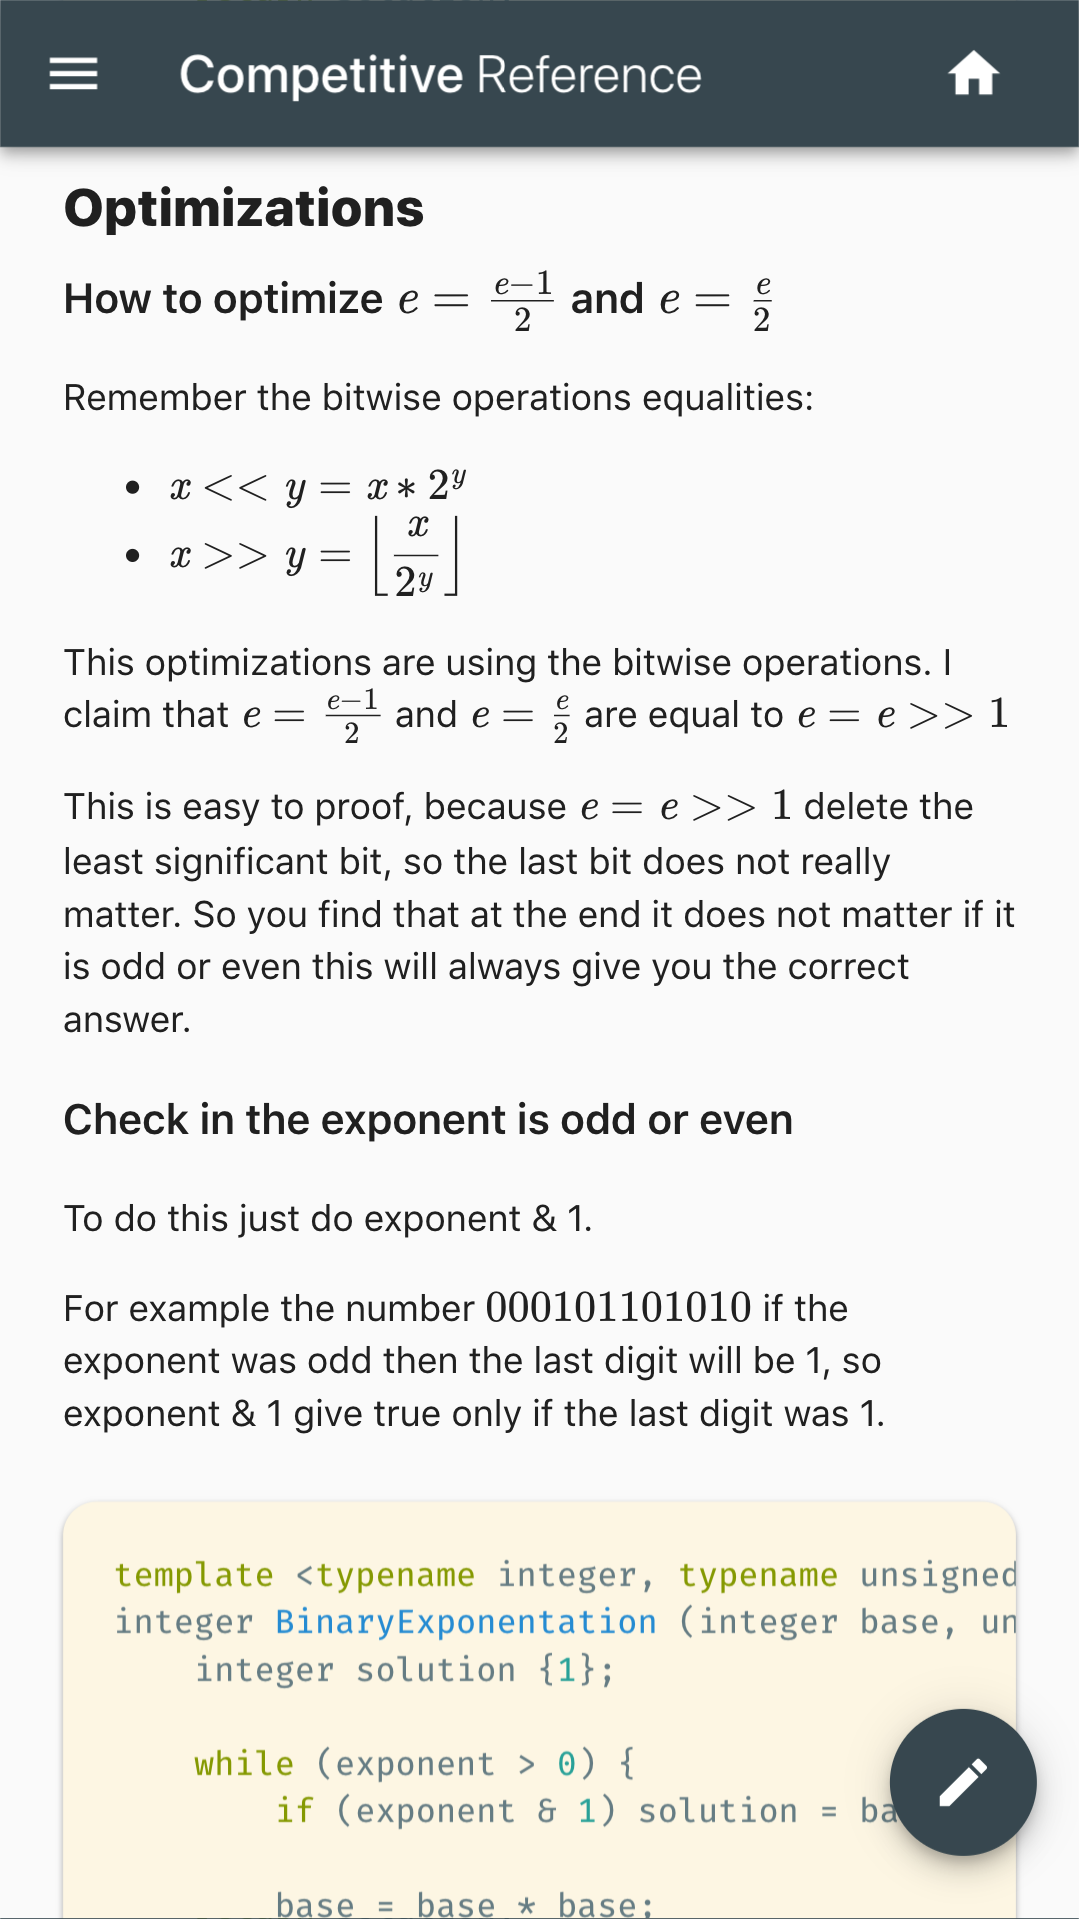 Competitive Reference
Optimizations
How to optimize e = \frac{e-1}{2} and e = \frac{e}{2}
Remember the bitwise operations equalities:
• x << y = x * 2^y
• x >> y = ⌊\frac{x}{2^y}⌋
This optimizations are using the bitwise operations. I
claim that e = \frac{e-1}{2} and e = \frac{e}{2} are equal to e = e >> 1
This is easy to proof, because e = e >> 1 delete the
least significant bit, so the last bit does not really
matter. So you find that at the end it does not matter if it
is odd or even this will always give you the correct
answer.
Check in the exponent is odd or even
To do this just do exponent & 1.
For example the number 000101101010 if the
exponent was odd then the last digit will be 1, so
exponent & 1 give true only if the last digit was 1.
template <typename integer, typename unsigned
integer BinaryExponentation (integer base, un
    integer solution {1};
    while (exponent > 0) {
        if (exponent & 1) solution = ba
        base = base * base;